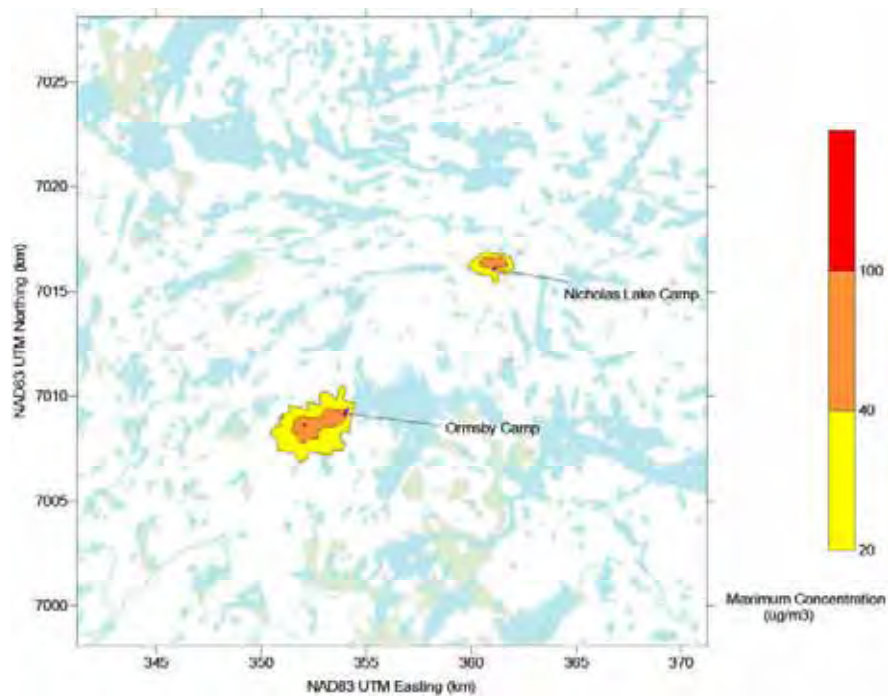 7025
7020
7015
7010
7005
7000
NAD83 UTM Northing (km)
Nicholas Lake Camp
Ormsby Camp
345
350
355
360
365
370
NAD83 UTM Easting (km)
100
40
20
Maximum Concentration
(ug/m3)